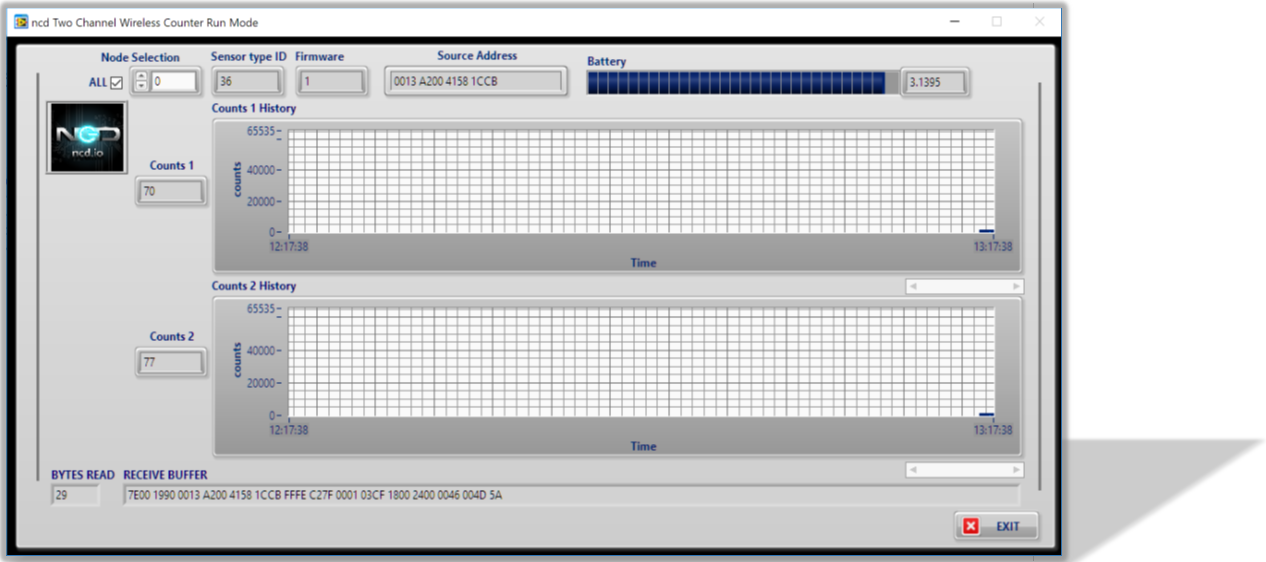 ncd Two Channel Wireless Counter Run Mode
Node Selection Sensor type ID Firmware Source Address Battery
ALL 0 36 1 0013 A200 4158 1CCB 3.1395
NCD
ncd.io
Counts 1 History
65535
40000
20000
0
counts
12:17:38 13:17:38
Time
Counts 1
70
Counts 2 History
65535
40000
20000
0
counts
12:17:38 13:17:38
Time
Counts 2
77
BYTES READ RECEIVE BUFFER
29 7E00 1990 0013 A200 4158 1CCB FFFE C27F 0001 03CF 1800 2400 0046 004D 5A
EXIT